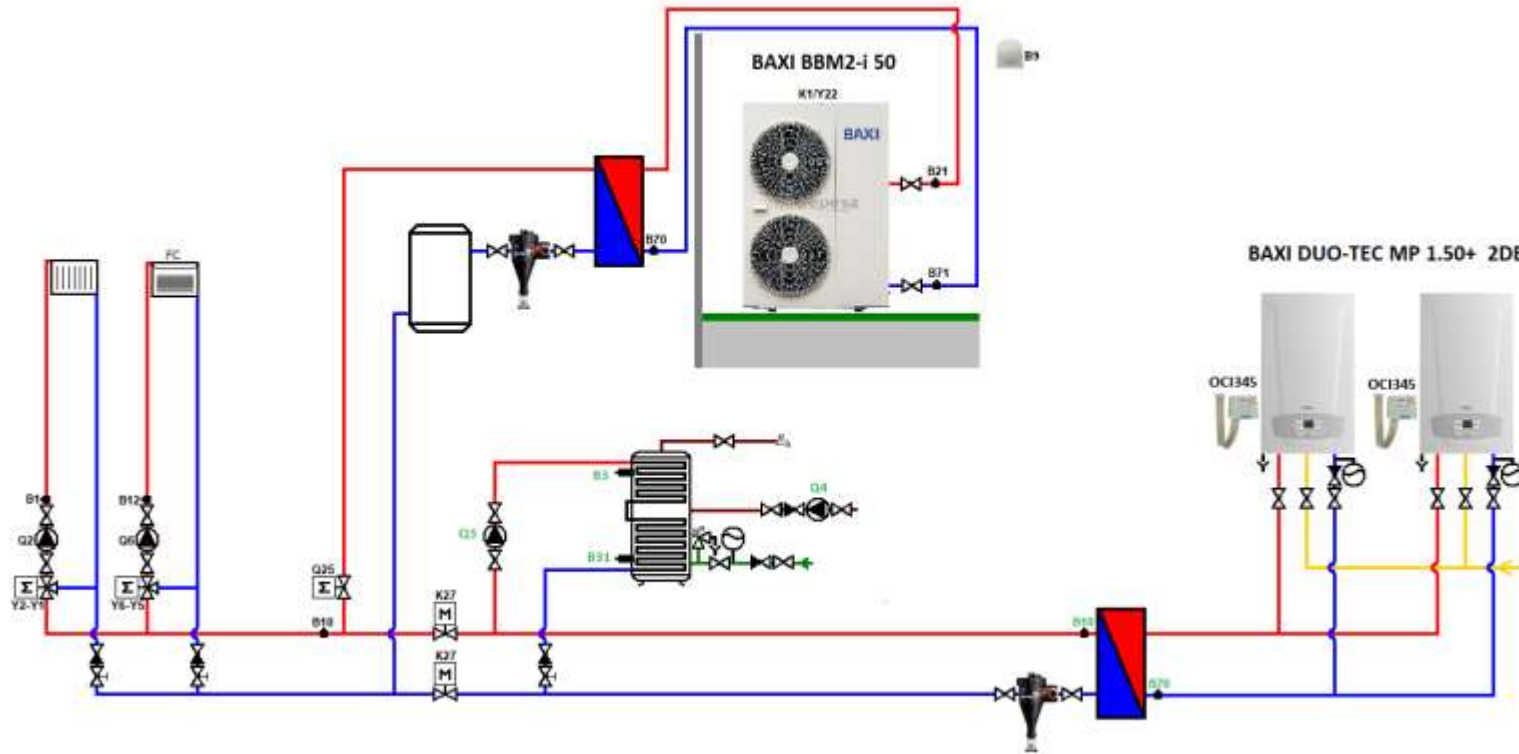 BAXI BBM2-i 50
B9
K1/Y22
BAXI
B21
B70
B71
FC
BAXI DUO-TEC MP 1.50+ 2DE
OCI345
OCI345
B3
Q4
B1
B12
Q2
Q6
Q3
B31
Q25
Y2-Y1
Y6-Y5
K27
M
B10
B10
K27
M
B70